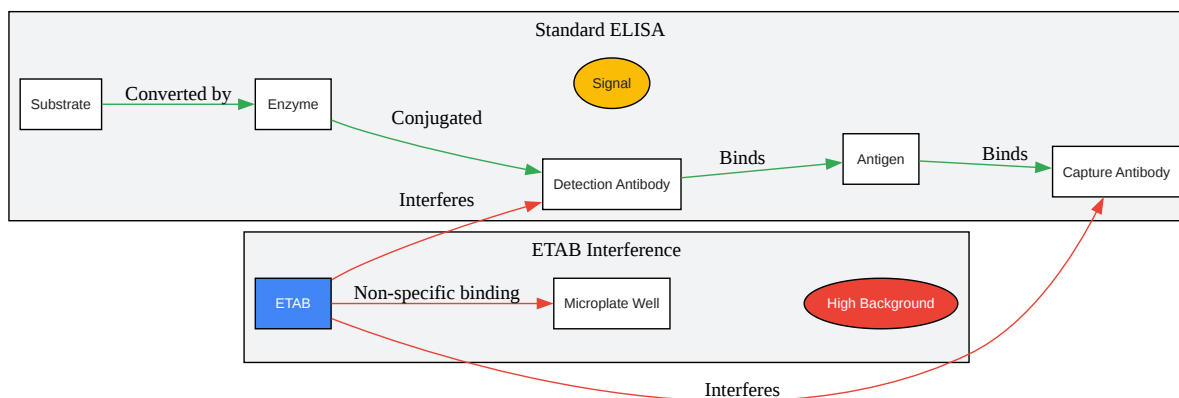 Standard ELISA
Signal
Substrate
Converted by
Enzyme
Conjugated
Detection Antibody
Binds
Antigen
Binds
Capture Antibody
Interferes
ETAB Interference
ETAB
Non-specific binding
Microplate Well
High Background
Interferes